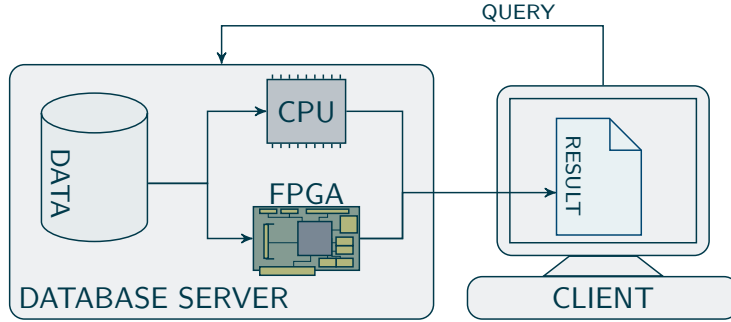 QUERY
CPU
DATA
RESULT
FPGA
DATABASE SERVER
CLIENT